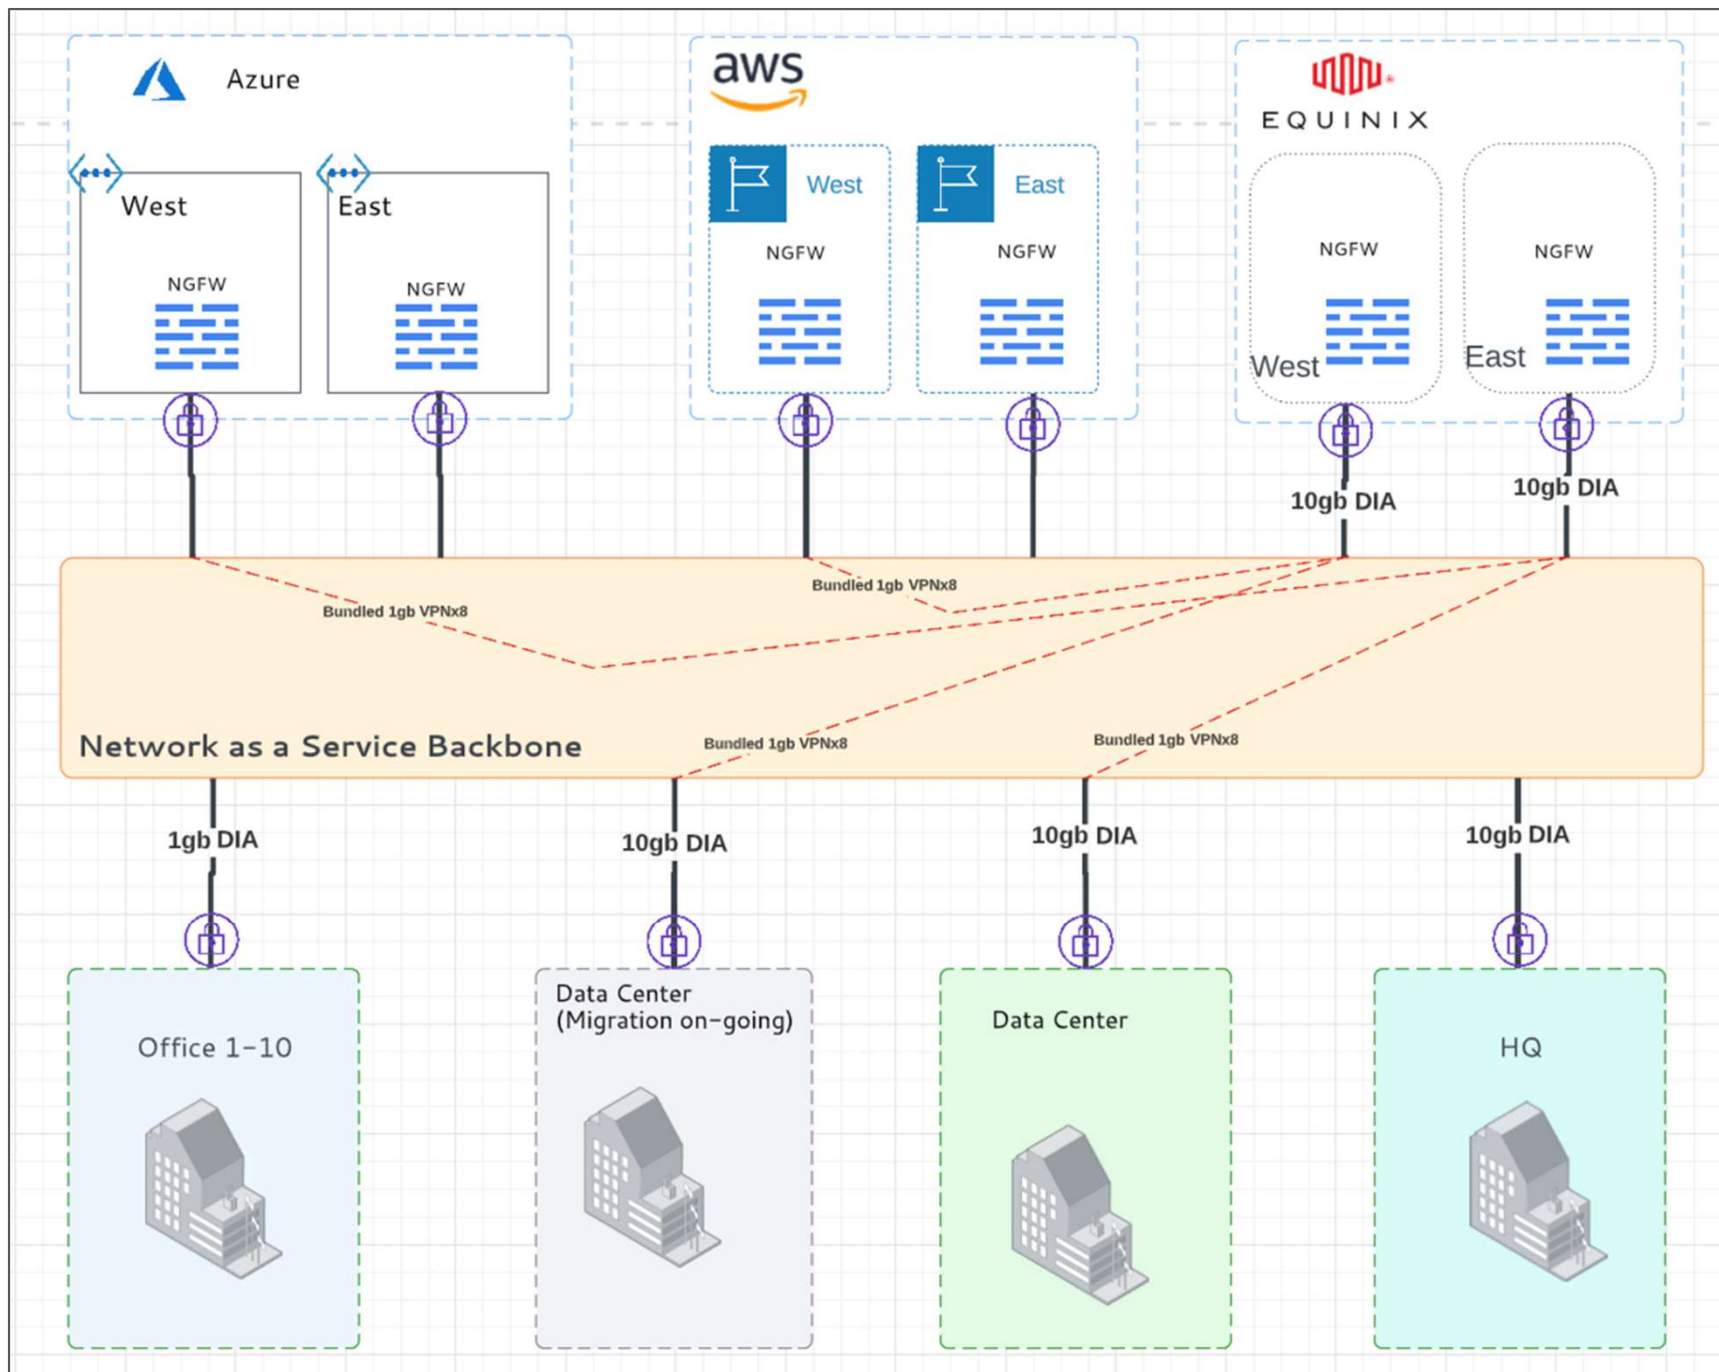 Azure
aws
EQUINIX
West
East
West
East
NGFW
NGFW
NGFW
NGFW
NGFW
NGFW
West
East
10gb DIA
10gb DIA
Bundled 1gb VPNx8
Bundled 1gb VPNx8
Bundled 1gb VPNx8
Bundled 1gb VPNx8
Network as a Service Backbone
1gb DIA
10gb DIA
10gb DIA
10gb DIA
Office 1-10
Data Center
(Migration on-going)
Data Center
HQ